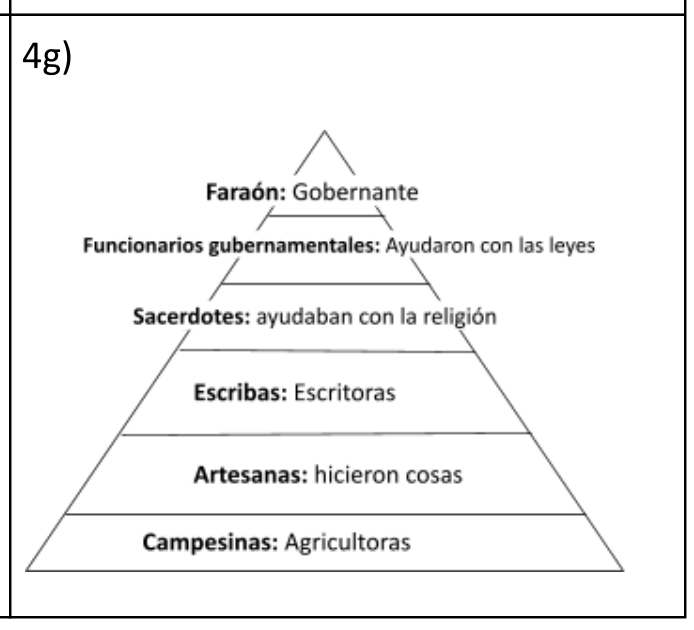 4g)
Faraón: Gobernante
Funcionarios gubernamentales: Ayudaron con las leyes
Sacerdotes: ayudaban con la religión
Escribas: Escritoras
Artesanas: hicieron cosas
Campesinas: Agricultoras